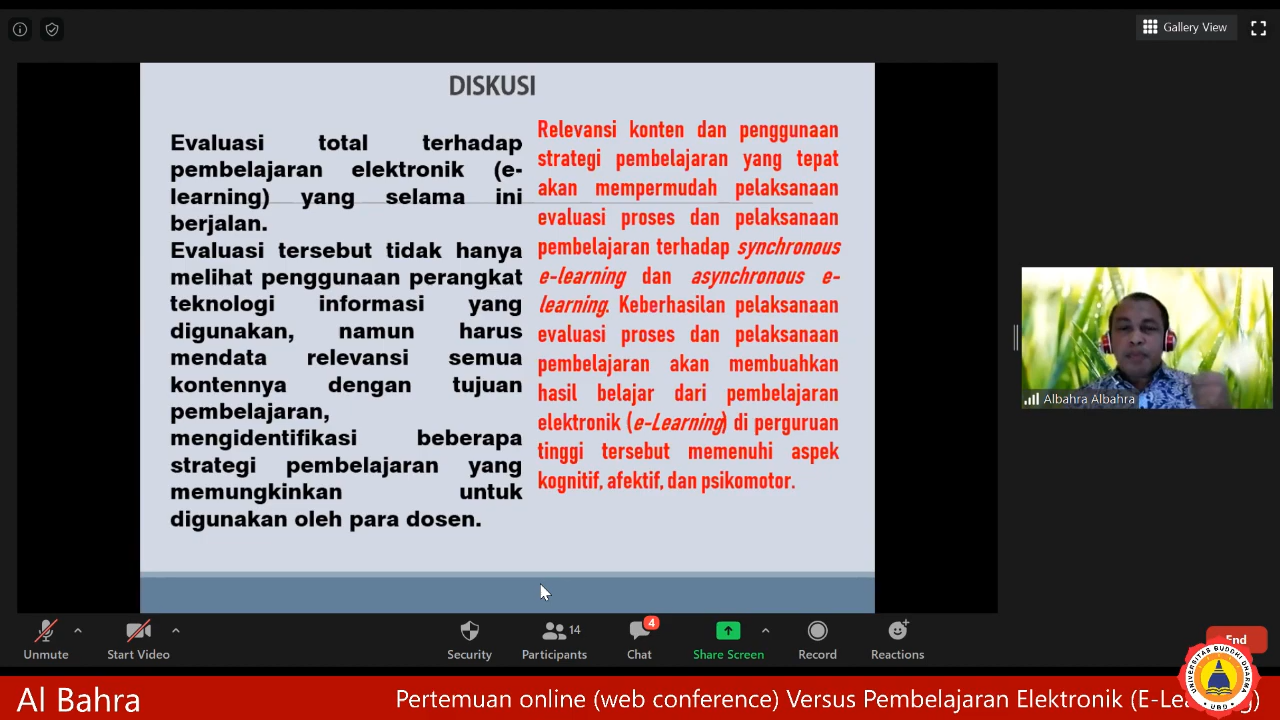 Gallery View
DISKUSI
Evaluasi total terhadap
pembelajaran elektronik (e-
learning) yang selama ini
berjalan.
Evaluasi tersebut tidak hanya
melihat penggunaan perangkat
teknologi informasi yang
digunakan, namun harus
mendata relevansi semua
kontennya dengan tujuan
pembelajaran,
mengidentifikasi beberapa
strategi pembelajaran yang
memungkinkan untuk
digunakan oleh para dosen.
Relevansi konten dan penggunaan
strategi pembelajaran yang tepat
akan mempermudah pelaksanaan
evaluasi proses dan pelaksanaan
pembelajaran terhadap synchronous
e-learning dan asynchronous e-
learning. Keberhasilan pelaksanaan
evaluasi proses dan pelaksanaan
pembelajaran akan membuahkan
hasil belajar dari pembelajaran
elektronik (e-Learning) di perguruan
tinggi tersebut memenuhi aspek
kognitif, afektif, dan psikomotor.
Albahra Albahra
Unmute
Start Video
Security
14
Participants
4
Chat
Share Screen
Record
Reactions
End
UNIVERSITAS BUDDHI DHARMA
UBD
Al Bahra
Pertemuan online (web conference) Versus Pembelajaran Elektronik